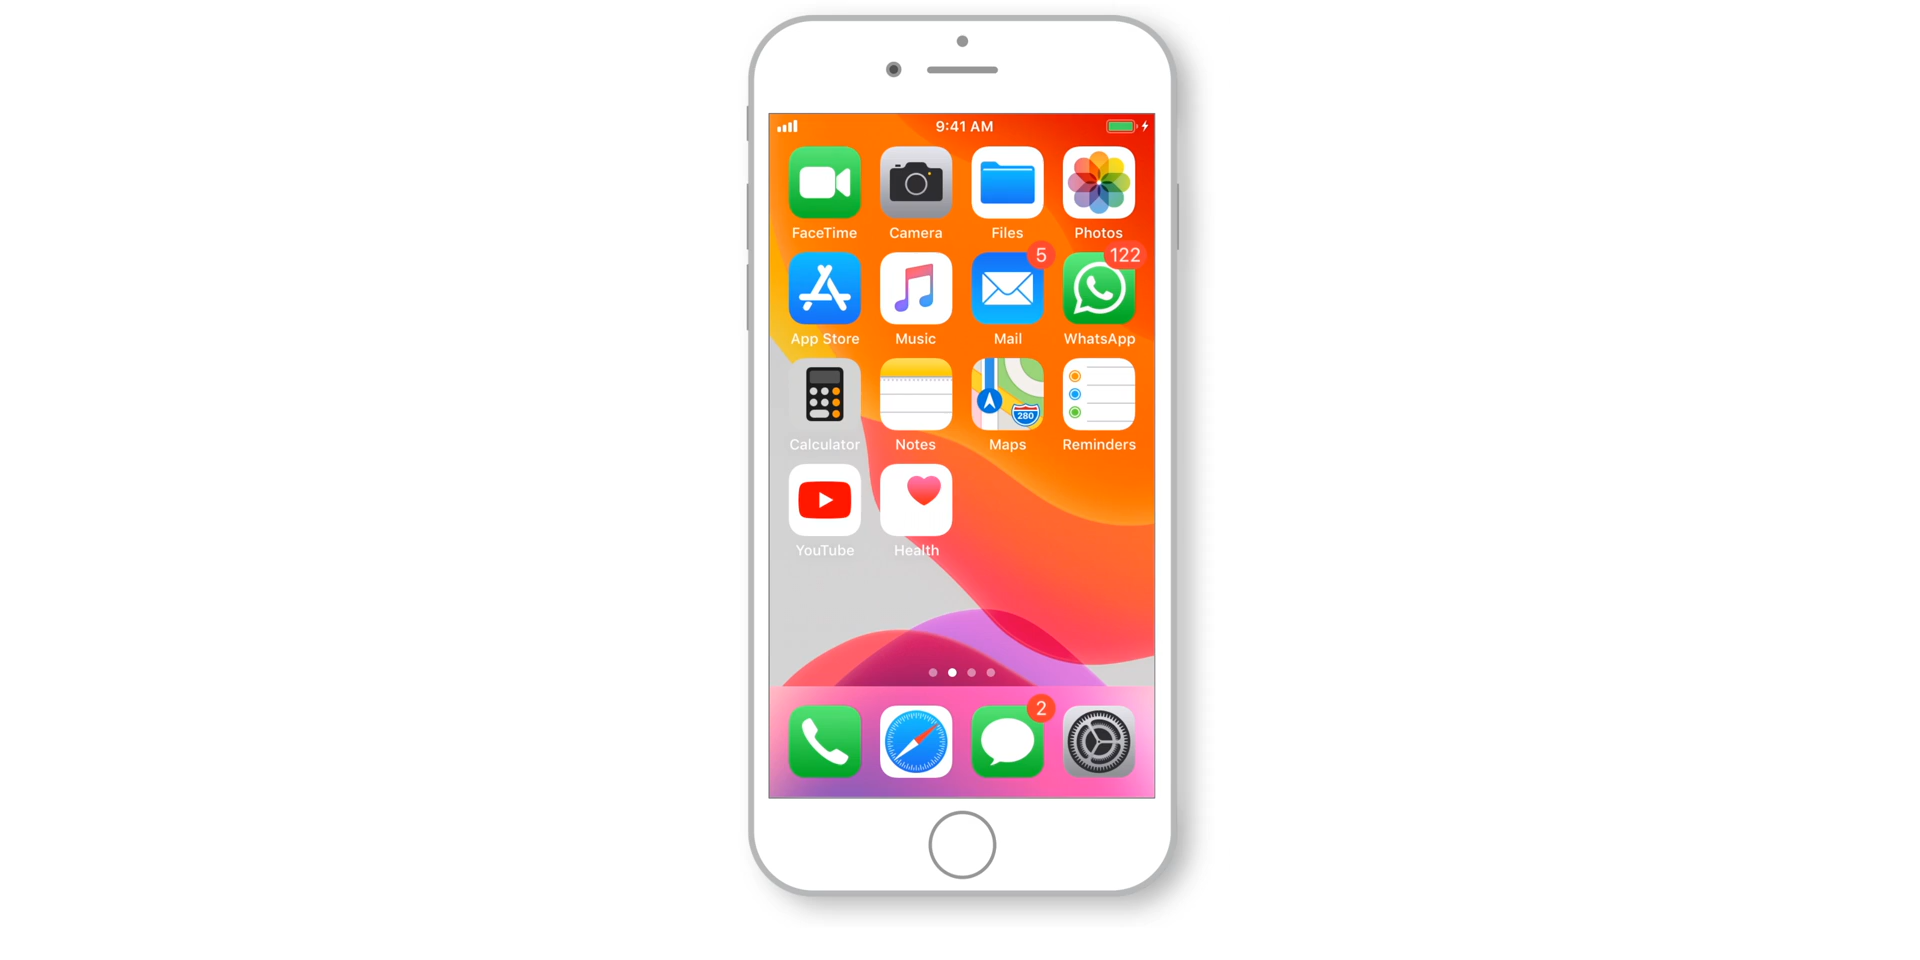 9:41 AM
FaceTime Camera Files Photos
5 122
App Store Music Mail WhatsApp
280
Calculator Notes Maps Reminders
YouTube Health
2